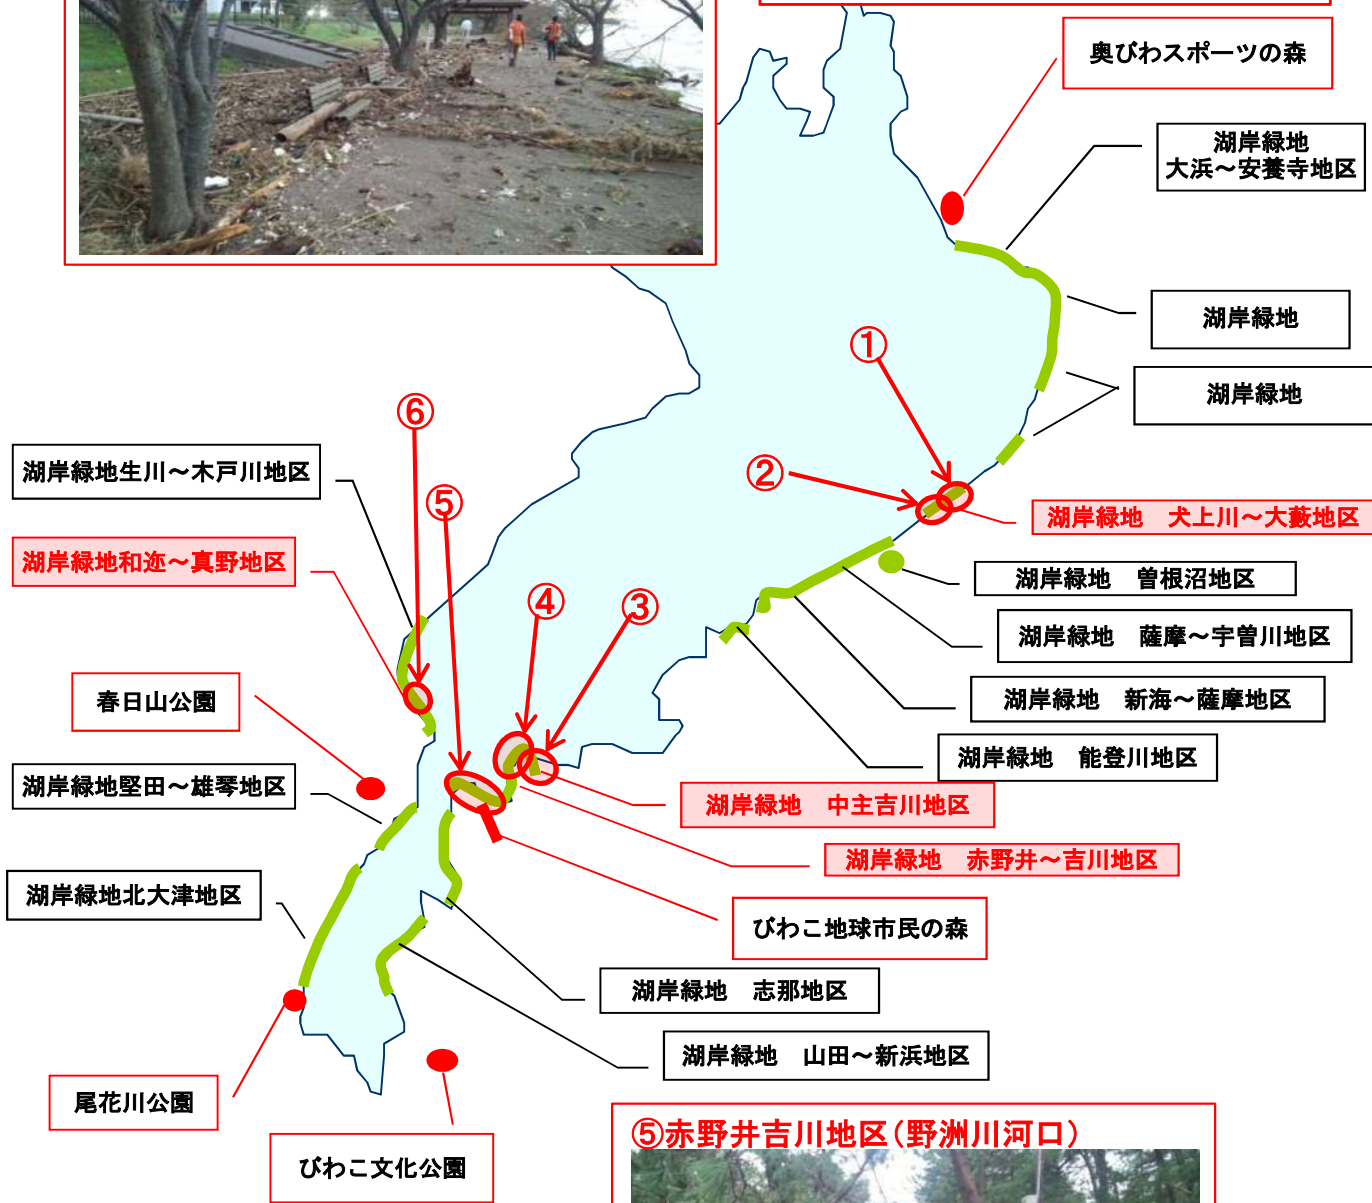 奥びわスポーツの森
湖岸緑地
大浜～安養寺地区
湖岸緑地
①
湖岸緑地
⑥
湖岸緑地生川～木戸川地区
②
⑤
湖岸緑地　犬上川～大藪地区
湖岸緑地和迩～真野地区
湖岸緑地　曽根沼地区
④
③
湖岸緑地　薩摩～宇曽川地区
春日山公園
湖岸緑地　新海～薩摩地区
湖岸緑地　能登川地区
湖岸緑地堅田～雄琴地区
湖岸緑地　中主吉川地区
湖岸緑地　赤野井～吉川地区
湖岸緑地北大津地区
びわこ地球市民の森
湖岸緑地　志那地区
湖岸緑地　山田～新浜地区
尾花川公園
⑤赤野井吉川地区（野洲川河口）
びわこ文化公園